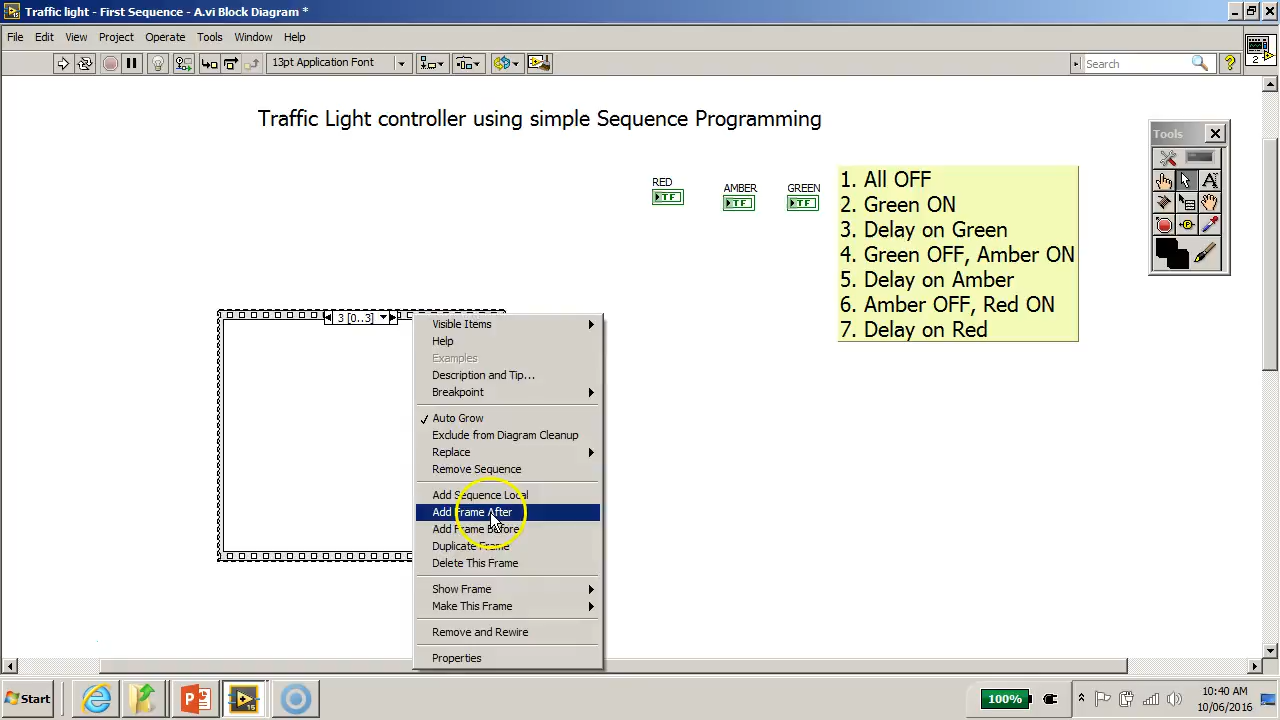 Traffic light - First Sequence - A.vi Block Diagram *
File Edit View Project Operate Tools Window Help
13pt Application Font
Search
2
Traffic Light controller using simple Sequence Programming
Tools
RED
TF
AMBER
TF
GREEN
TF
1. All OFF
2. Green ON
3. Delay on Green
4. Green OFF, Amber ON
5. Delay on Amber
6. Amber OFF, Red ON
7. Delay on Red
3 [0..3]
Visible Items
Help
Examples
Description and Tip...
Breakpoint
Auto Grow
Exclude from Diagram Cleanup
Replace
Remove Sequence
Add Sequence Local
Add Frame After
Add Frame Before
Duplicate Frame
Delete This Frame
Show Frame
Make This Frame
Remove and Rewire
Properties
Start
100%
10:40 AM
10/06/2016